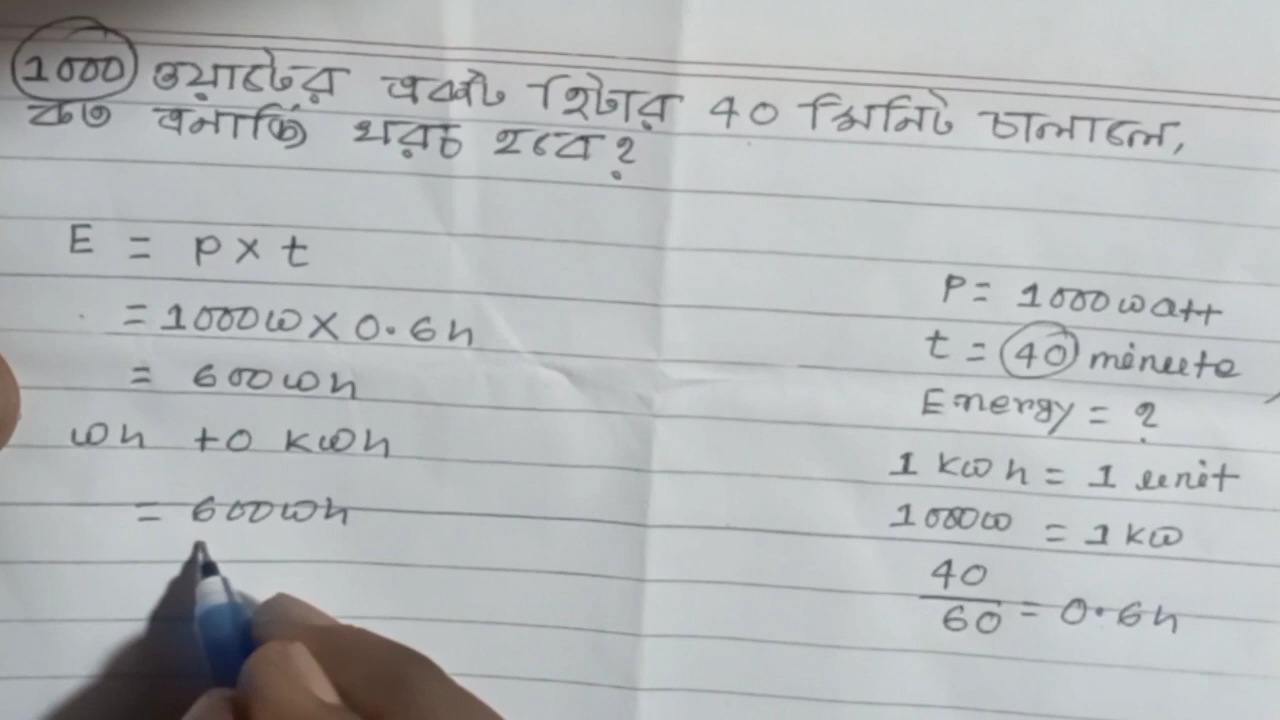 1000 ওয়াটের একটি হিটার 40 মিনিট চালালে,
কত এনার্জি খরচ হবে?
E = P × t
= 1000W × 0.6h
= 600Wh
Wh to KWh
= 600Wh
P = 1000Watt
t = 40 minute
Energy = ?
1 KWh = 1 unit
1000W = 1KW
40
60 = 0.6h